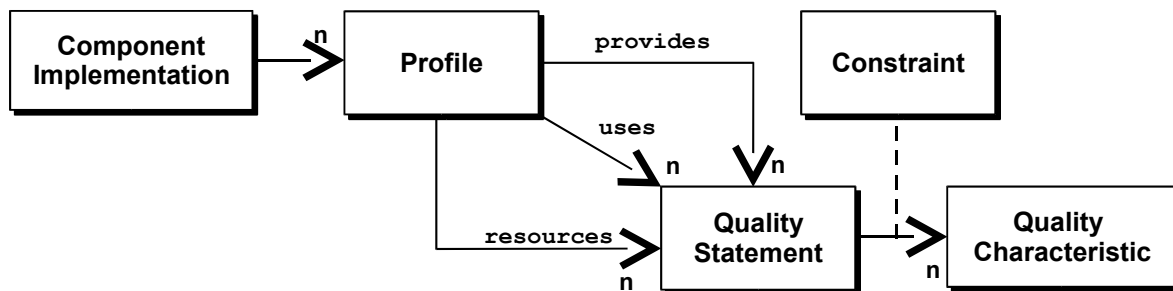 Component
Implementation
n
Profile
provides
Constraint
uses
n
n
resources
n
Quality
Statement
n
Quality
Characteristic